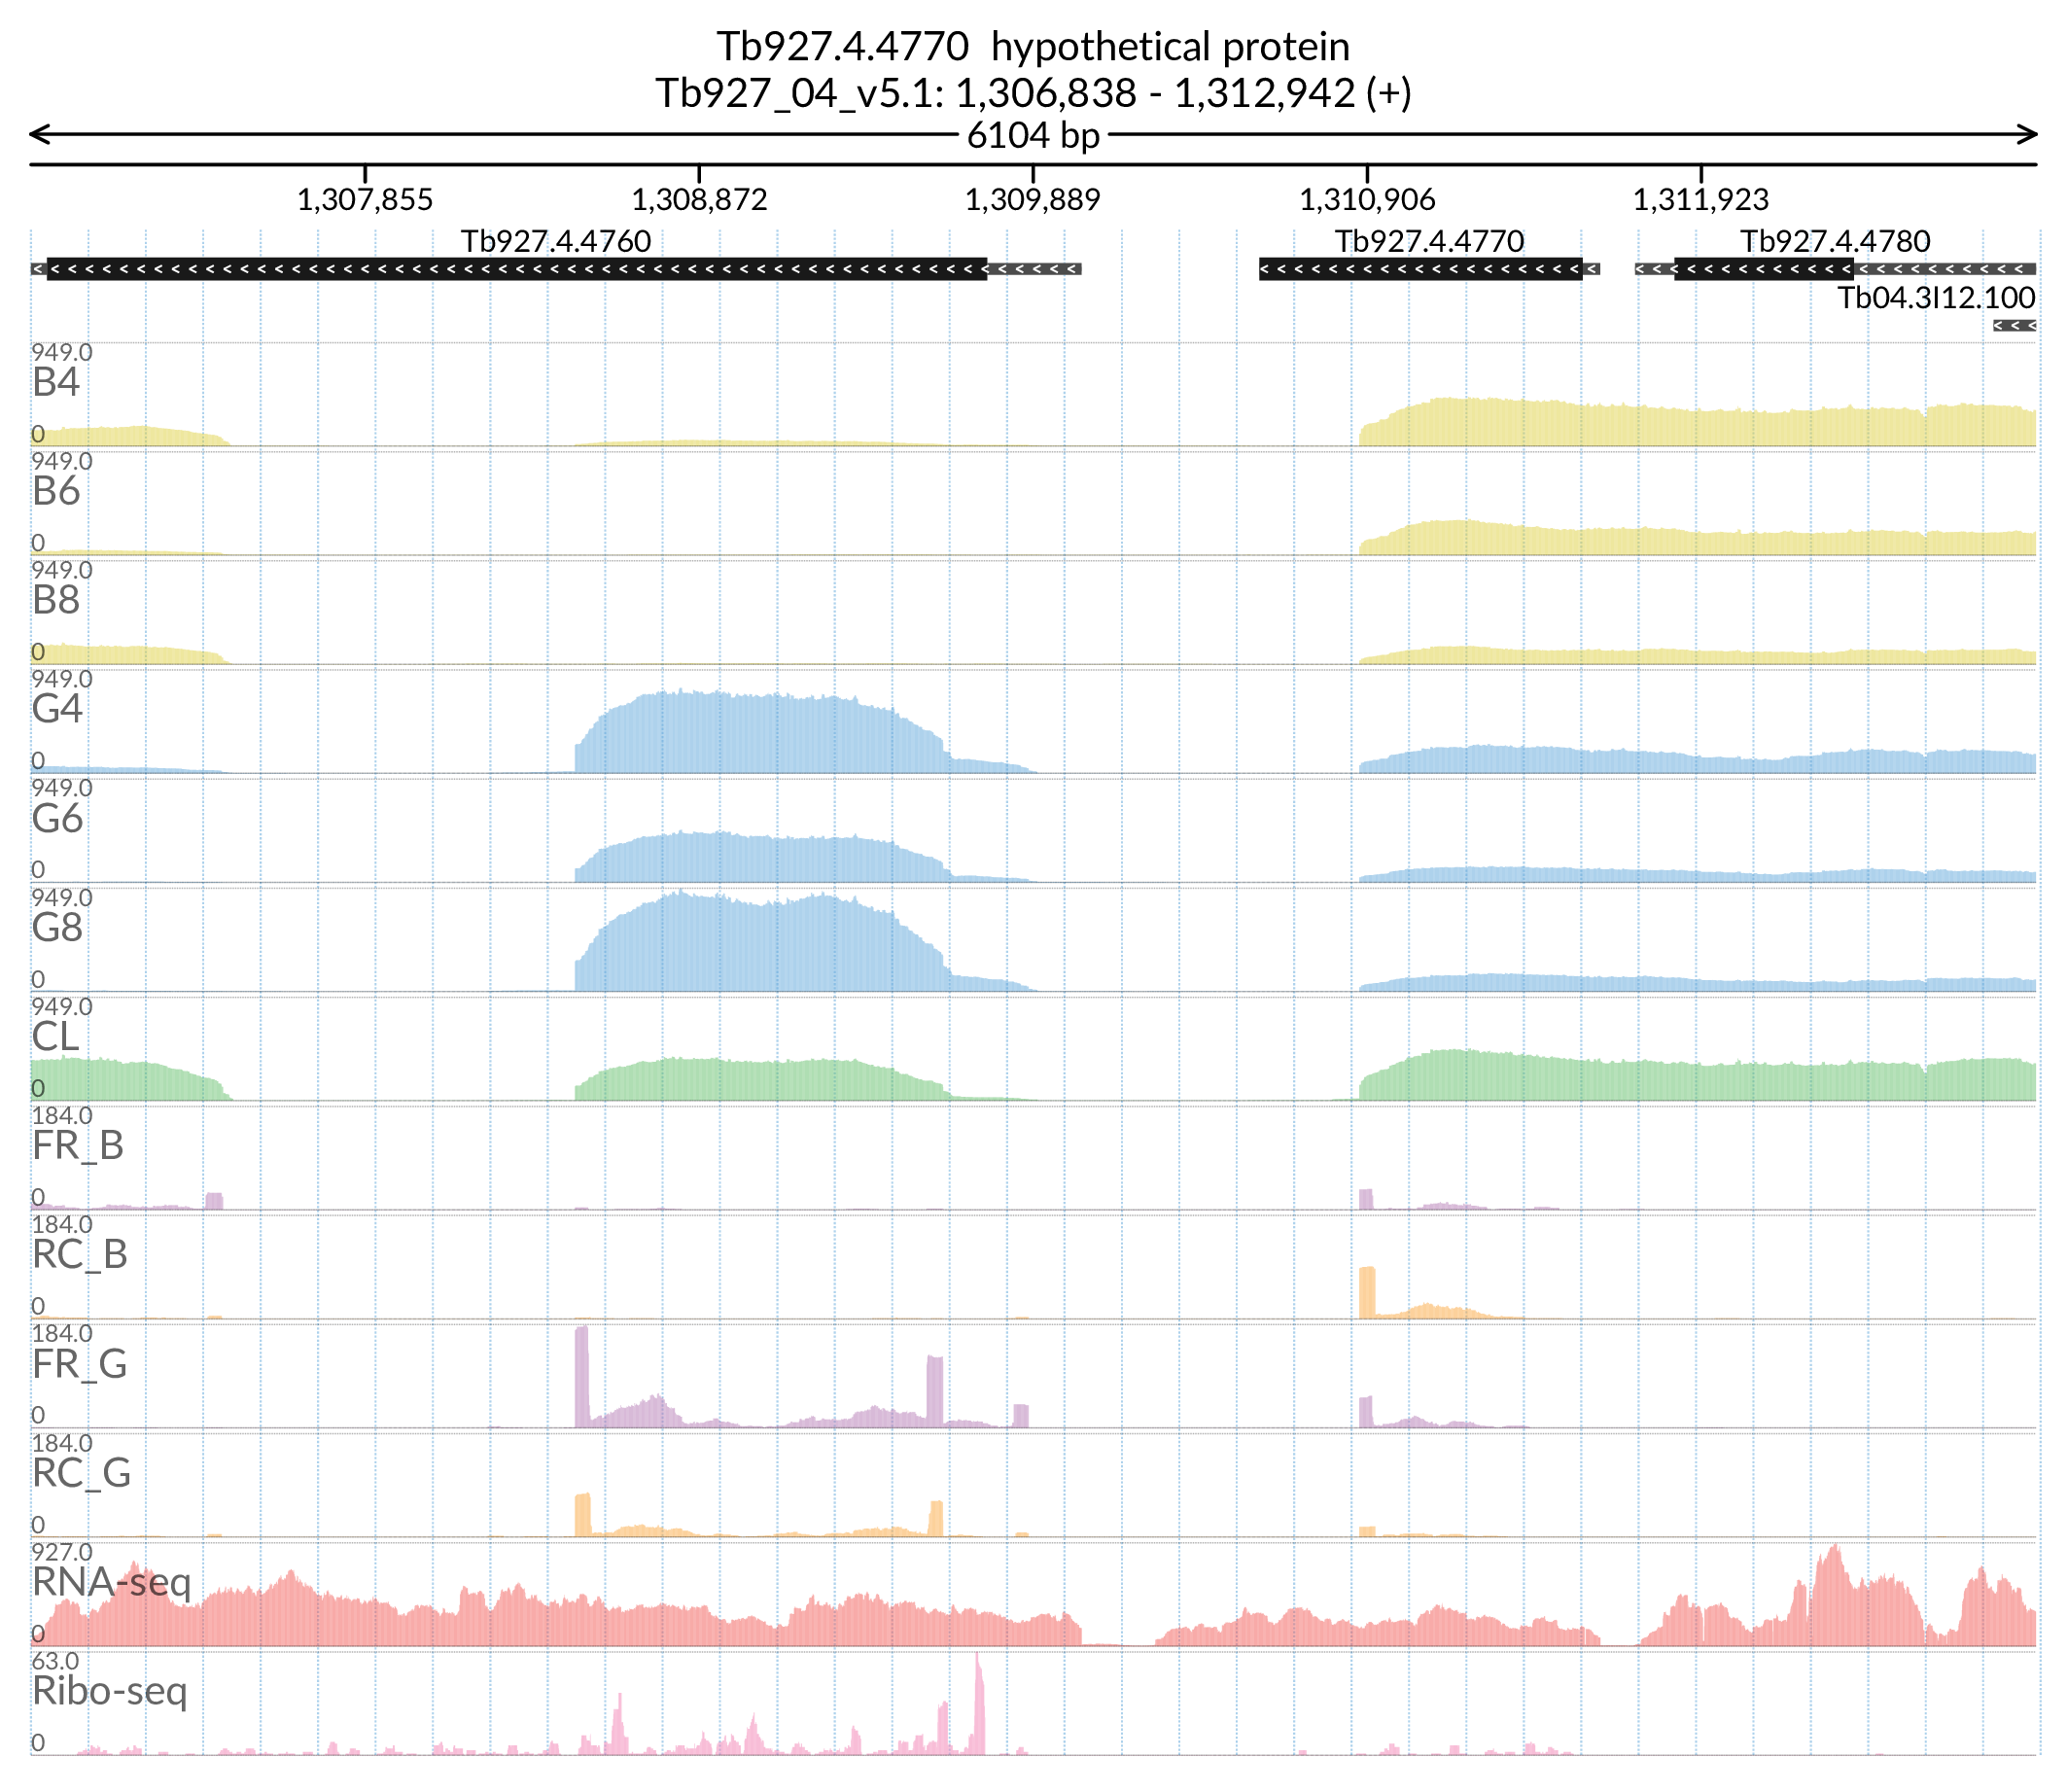 Tb927.4.4770  hypothetical protein
Tb927_04_v5.1: 1,306,838 - 1,312,942 (+)
6104 bp
1,307,855 1,308,872 1,309,889 1,310,906 1,311,923
Tb927.4.4760 Tb927.4.4770 Tb927.4.4780
Tb04.3I12.100
949.0
B4
0
949.0
B6
0
949.0
B8
0
949.0
G4
0
949.0
G6
0
949.0
G8
0
949.0
CL
0
184.0
FR_B
0
184.0
RC_B
0
184.0
FR_G
0
184.0
RC_G
0
927.0
RNA-seq
0
63.0
Ribo-seq
0